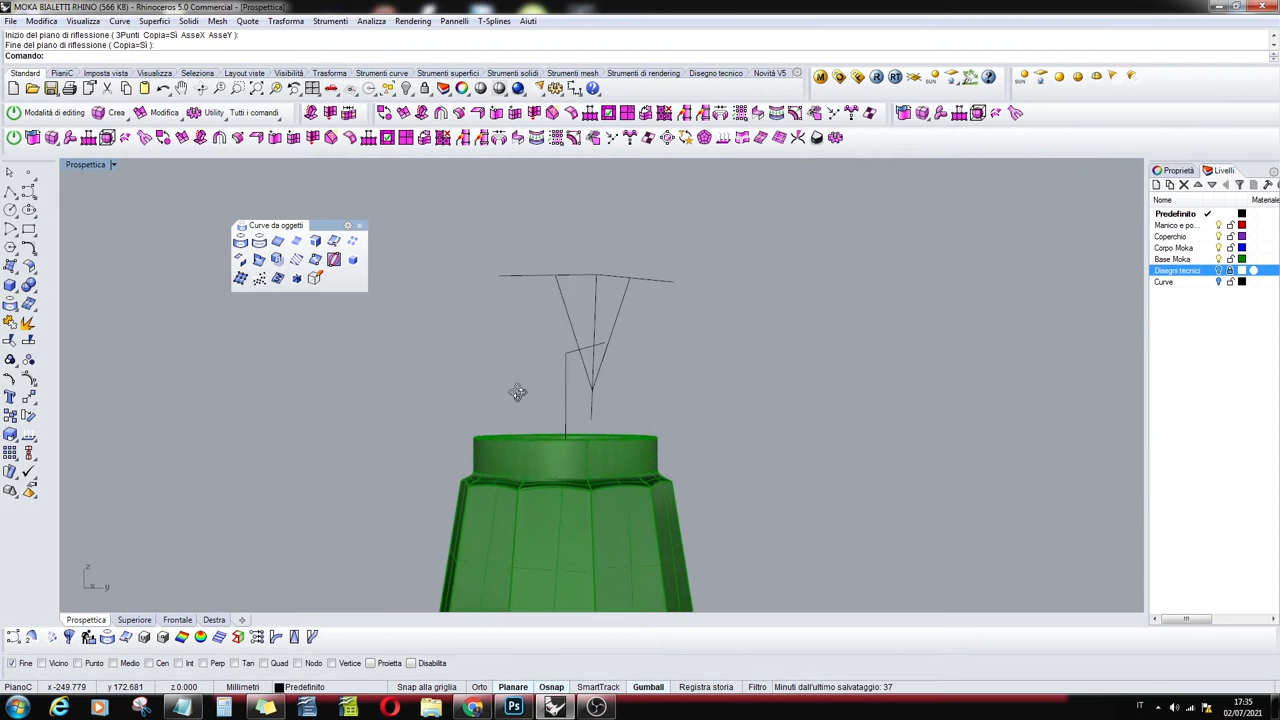 MOKA BIALETTI RHINO (566 KB) - Rhinoceros 5.0 Commercial - [Prospettica]
File Modifica Visualizza Curve Superfici Solidi Mesh Quote Trasforma Strumenti Analizza Rendering Pannelli T-Splines Aiuti
Inizio del piano di riflessione ( 3Punti Copia=Sì AsseX AsseY ):
Fine del piano di riflessione ( Copia=Sì ):
Comando:
Standard PianiC Imposta vista Visualizza Seleziona Layout viste Visibilità Trasforma Strumenti curve Strumenti superfici Strumenti solidi Strumenti mesh Strumenti di rendering Disegno tecnico Novità V5
Modalità di editing Crea Modifica Utility Tutti i comandi
Prospettica
Proprietà Livelli
Curve da oggetti
Nome Materiale
Predefinito
Manico e po...
Coperchio
Corpo Moka
Base Moka
Disegni tecnici
Curve
z
x y
Prospettica Superiore Frontale Destra
Fine Vicino Punto Medio Cen Int Perp Tan Quad Nodo Vertice Proietta Disabilita
PianoC x -249.779 y 172.681 z 0.000 Millimetri Predefinito Snap alla griglia Orto Planare Osnap SmartTrack Gumball Registra storia Filtro Minuti dall'ultimo salvataggio: 37
IT 17:35
02/07/2021